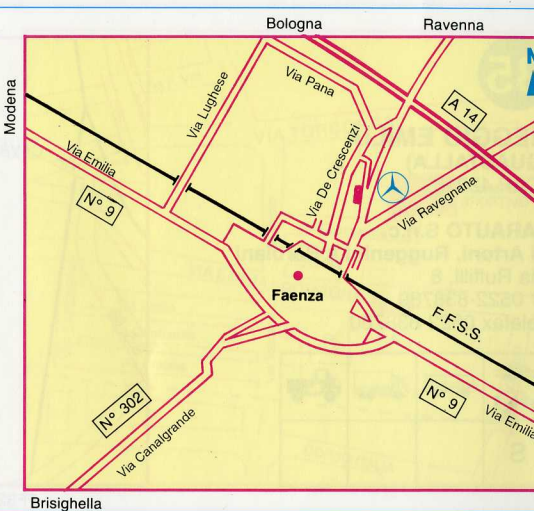 Bologna
Ravenna
Modena
Via Pana
Via Lughese
A 14
Via De Crescenzi
Via Emilia
Via Ravegnana
N° 9
Faenza
F.F.S.S.
N° 9
N° 302
Via Emilia
Via Canalgrande
Brisighella